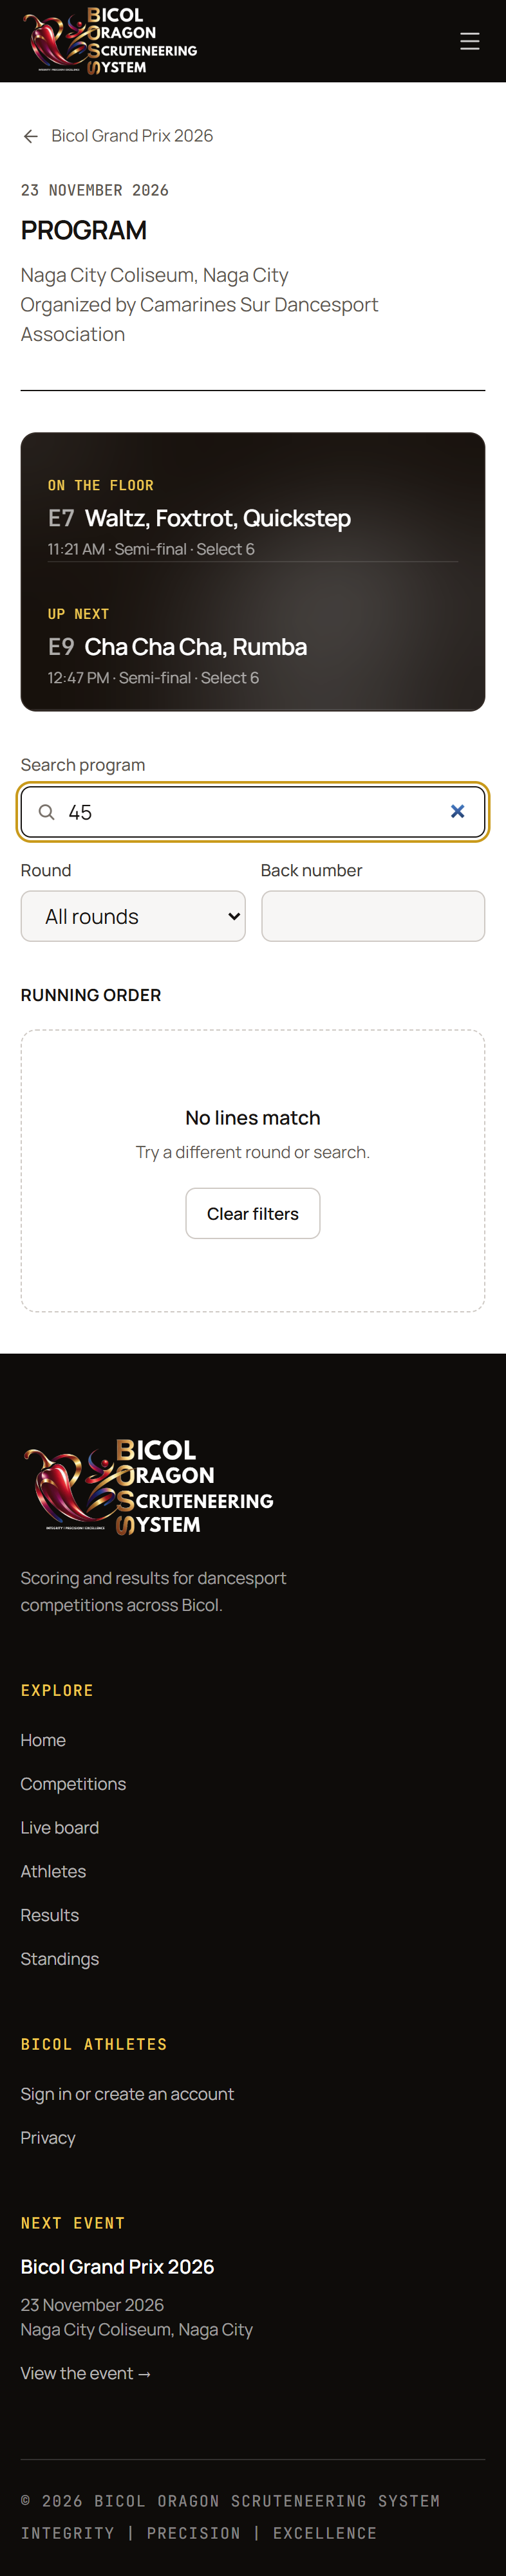 BICOL
ORAGON
SCRUTENEERING
SYSTEM
INTEGRITY | PRECISION | EXCELLENCE
← Bicol Grand Prix 2026
23 NOVEMBER 2026
PROGRAM
Naga City Coliseum, Naga City
Organized by Camarines Sur Dancesport
Association
ON THE FLOOR
E7 Waltz, Foxtrot, Quickstep
11:21 AM · Semi-final · Select 6
UP NEXT
E9 Cha Cha Cha, Rumba
12:47 PM · Semi-final · Select 6
Search program
45
Round
Back number
All rounds
RUNNING ORDER
No lines match
Try a different round or search.
Clear filters
BICOL
ORAGON
SCRUTENEERING
SYSTEM
INTEGRITY | PRECISION | EXCELLENCE
Scoring and results for dancesport
competitions across Bicol.
EXPLORE
Home
Competitions
Live board
Athletes
Results
Standings
BICOL ATHLETES
Sign in or create an account
Privacy
NEXT EVENT
Bicol Grand Prix 2026
23 November 2026
Naga City Coliseum, Naga City
View the event →
© 2026 BICOL ORAGON SCRUTENEERING SYSTEM
INTEGRITY | PRECISION | EXCELLENCE